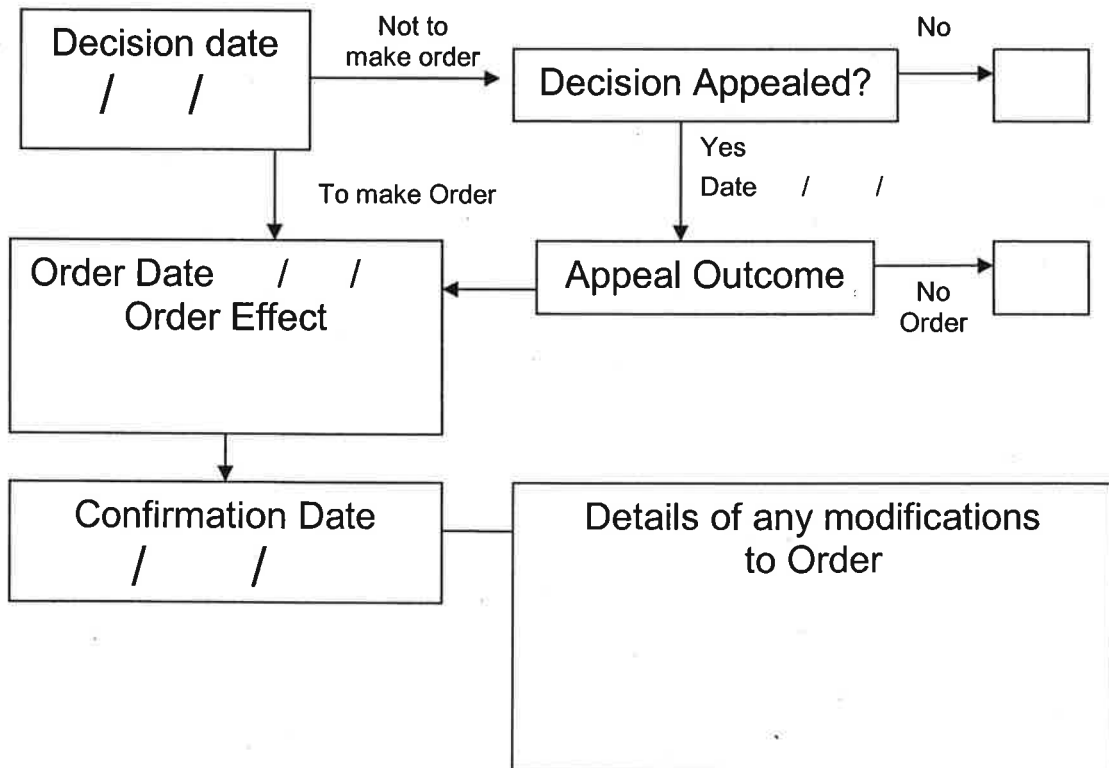 Decision date
/ /
Not to
make order
Decision Appealed?
No
Yes
Date / /
To make Order
Order Date / /
Order Effect
Appeal Outcome
No
Order
Confirmation Date
/ /
Details of any modifications
to Order